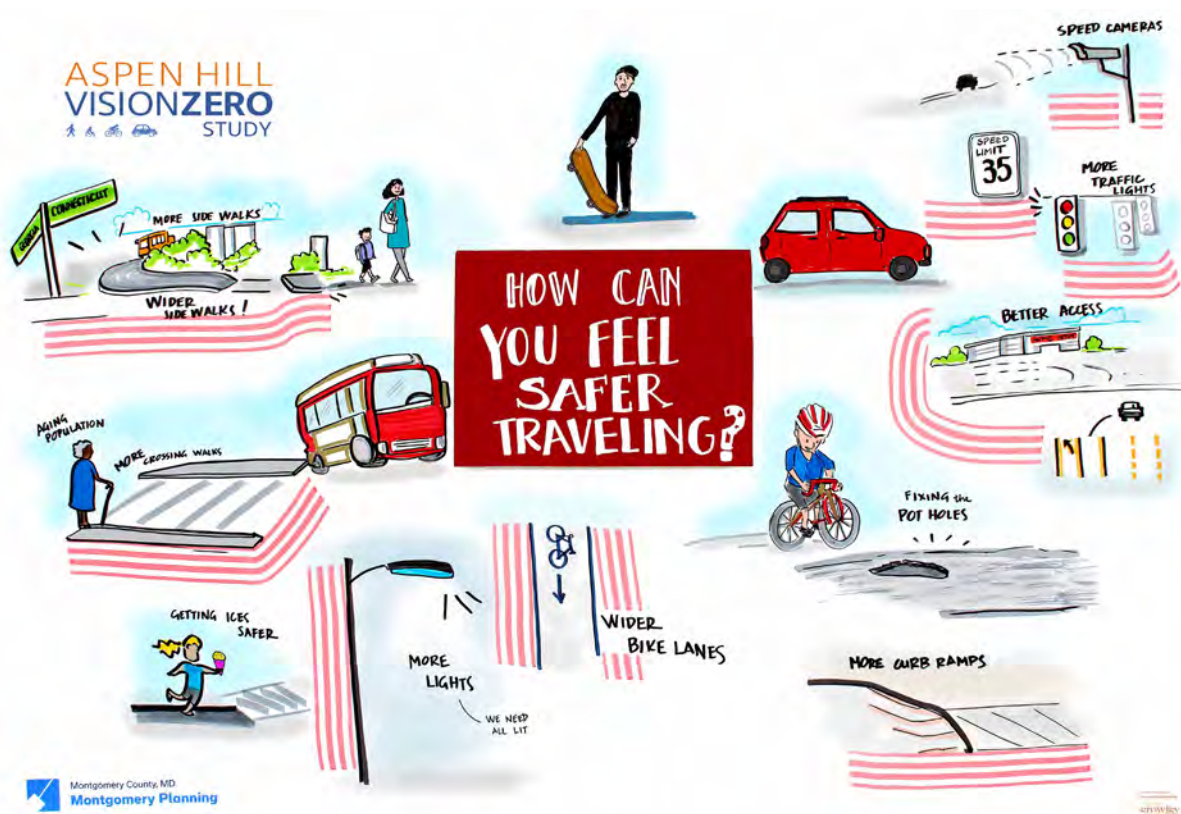 ASPEN HILL
VISIONZERO
STUDY
SPEED CAMERAS
SPEED
LIMIT
35
MORE
TRAFFIC
LIGHTS
GEORGIA
CONNECTICUT
MORE SIDE WALKS
WIDER
SIDE WALKS!
HOW CAN
YOU FEEL
SAFER
TRAVELING?
BETTER ACCESS
AGING
POPULATION
MORE CROSSING WALKS
FIXING the
POT HOLES
GETTING ICES
SAFER
MORE
LIGHTS
WE NEED
ALL LIT
WIDER
BIKE LANES
MORE CURB RAMPS
Montgomery County, MD
Montgomery Planning